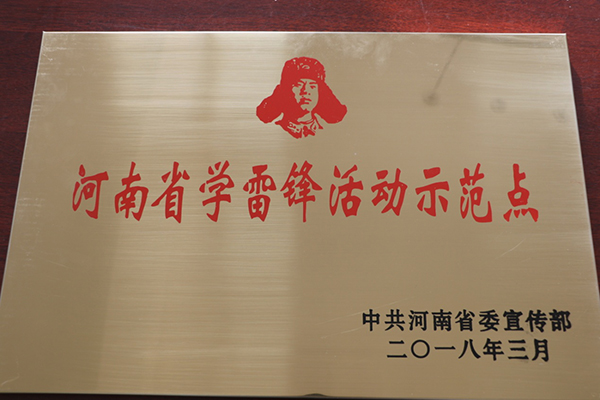 河南省学雷锋活动示范点
中共河南省委宣传部
二〇一八年三月